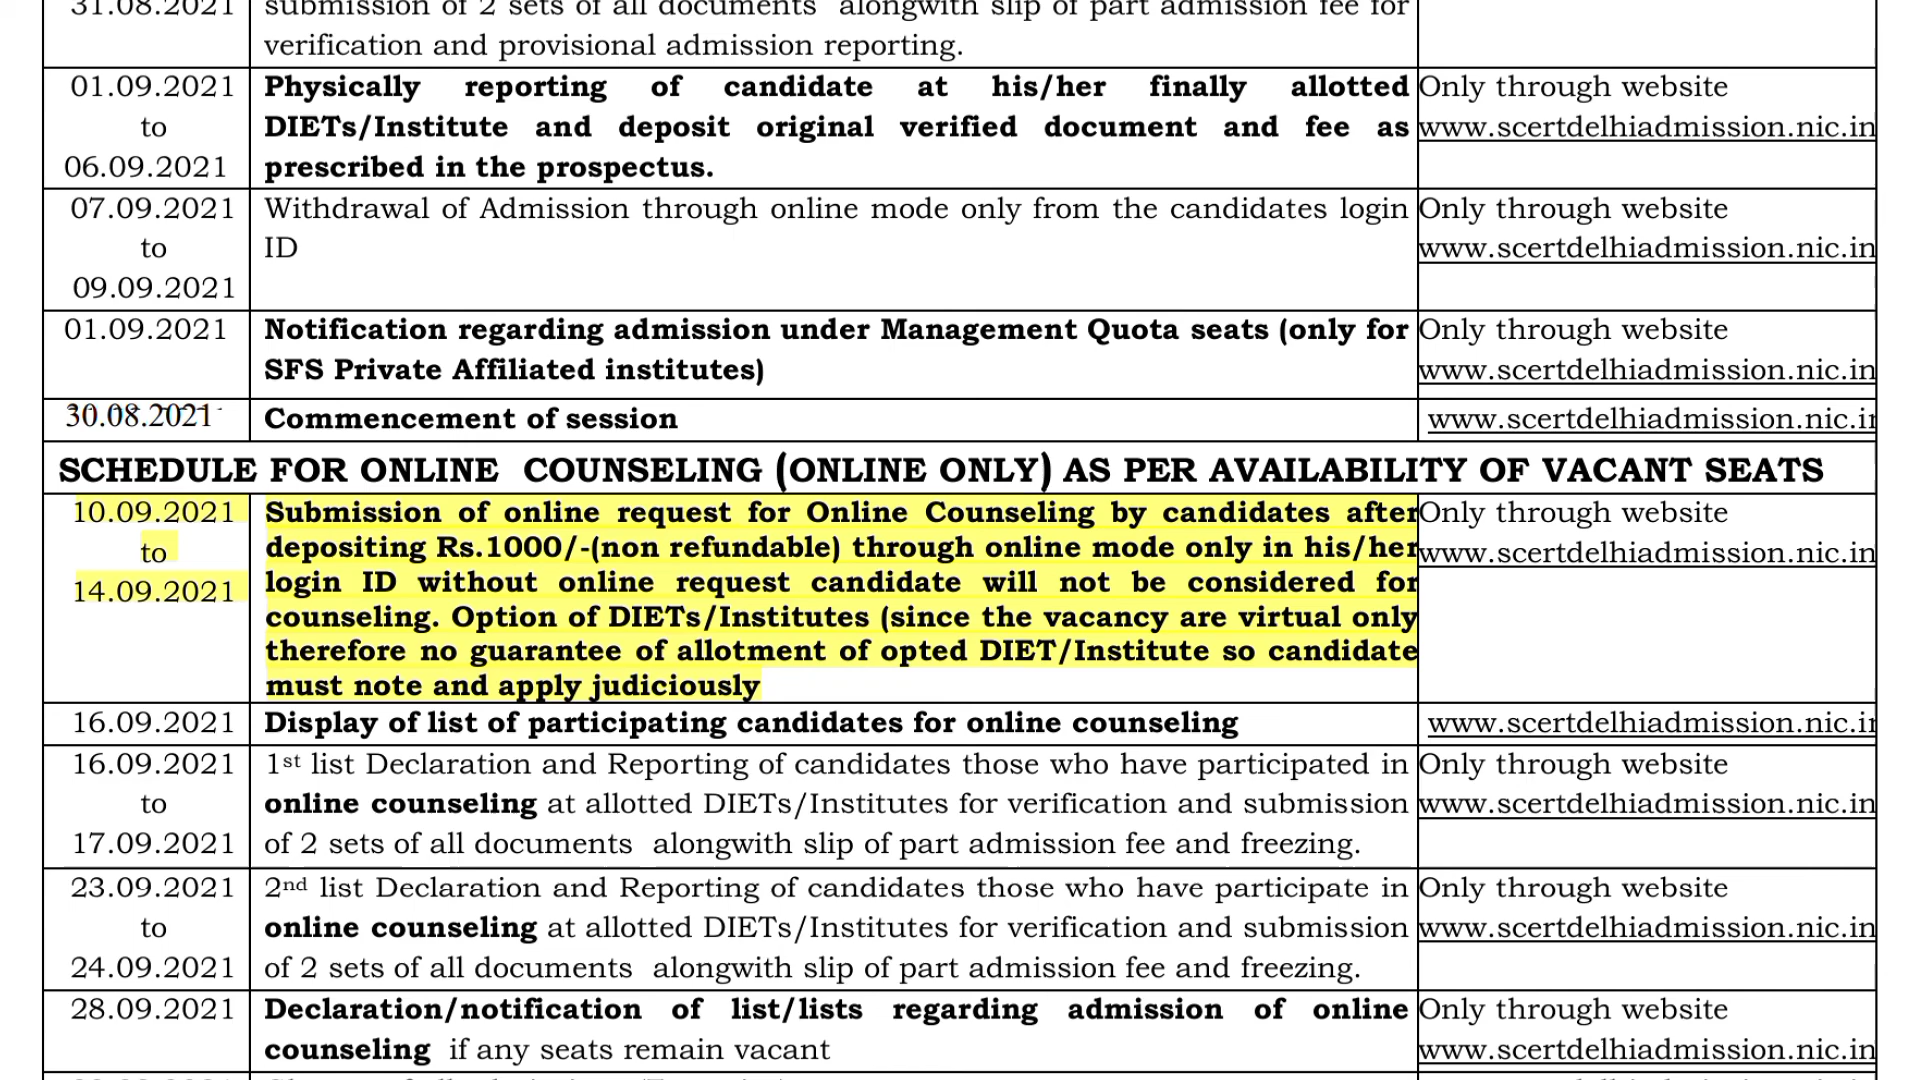 31.08.2021 submission of 2 sets of all documents alongwith slip of part admission fee for
verification and provisional admission reporting.
01.09.2021
to
06.09.2021
Physically reporting of candidate at his/her finally allotted
DIETs/Institute and deposit original verified document and fee as
prescribed in the prospectus.
Only through website
www.scertdelhiadmission.nic.in
07.09.2021
to
09.09.2021
Withdrawal of Admission through online mode only from the candidates login
ID
Only through website
www.scertdelhiadmission.nic.in
01.09.2021
Notification regarding admission under Management Quota seats (only for
SFS Private Affiliated institutes)
Only through website
www.scertdelhiadmission.nic.in
30.08.2021
Commencement of session
www.scertdelhiadmission.nic.in
SCHEDULE FOR ONLINE COUNSELING (ONLINE ONLY) AS PER AVAILABILITY OF VACANT SEATS
10.09.2021
to
14.09.2021
Submission of online request for Online Counseling by candidates after
depositing Rs.1000/-(non refundable) through online mode only in his/her
login ID without online request candidate will not be considered for
counseling. Option of DIETs/Institutes (since the vacancy are virtual only
therefore no guarantee of allotment of opted DIET/Institute so candidate
must note and apply judiciously
Only through website
www.scertdelhiadmission.nic.in
16.09.2021
Display of list of participating candidates for online counseling
www.scertdelhiadmission.nic.in
16.09.2021
to
17.09.2021
1st list Declaration and Reporting of candidates those who have participated in
online counseling at allotted DIETs/Institutes for verification and submission
of 2 sets of all documents alongwith slip of part admission fee and freezing.
Only through website
www.scertdelhiadmission.nic.in
23.09.2021
to
24.09.2021
2nd list Declaration and Reporting of candidates those who have participate in
online counseling at allotted DIETs/Institutes for verification and submission
of 2 sets of all documents alongwith slip of part admission fee and freezing.
Only through website
www.scertdelhiadmission.nic.in
28.09.2021
Declaration/notification of list/lists regarding admission of online
counseling if any seats remain vacant
Only through website
www.scertdelhiadmission.nic.in